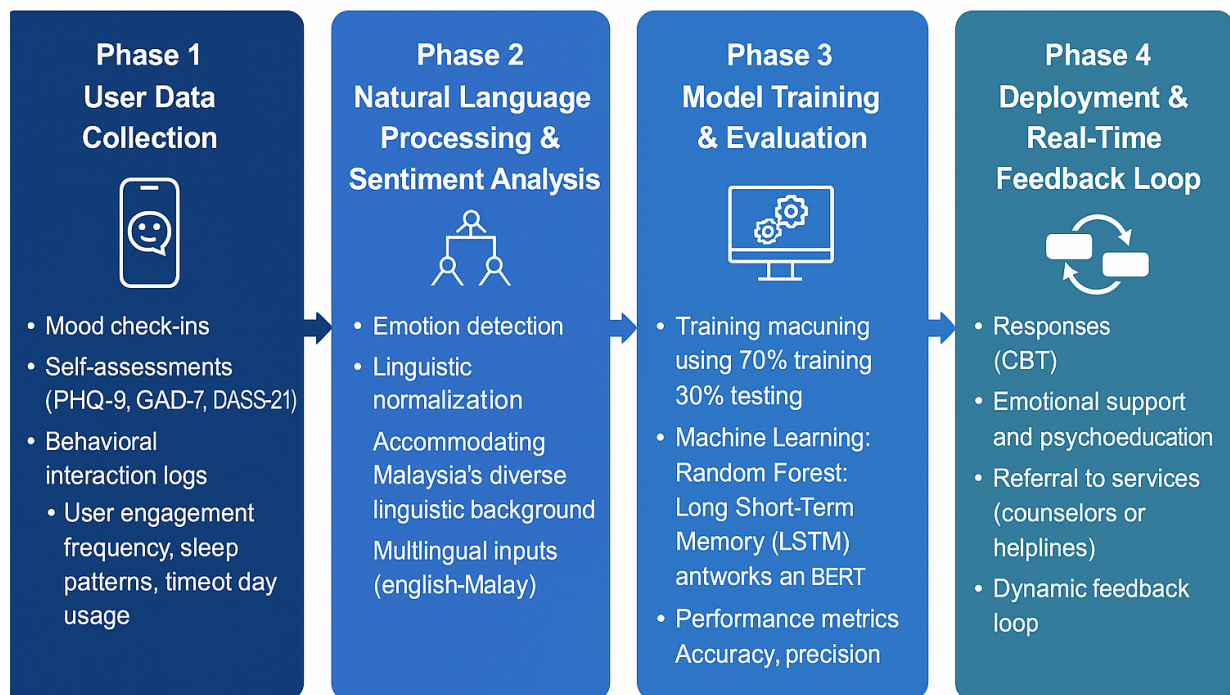 Phase 1
User Data
Collection
• Mood check-ins
• Self-assessments
(PHQ-9, GAD-7, DASS-21)
• Behavioral
interaction logs
• User engagement
frequency, sleep
patterns, timeot day
usage
Phase 2
Natural Language
Processing &
Sentiment Analysis
• Emotion detection
• Linguistic
normalization
Accommodating
Malaysia's diverse
linguistic background
Multlingual inputs
(english-Malay)
Phase 3
Model Training
& Evaluation
• Training macuning
using 70% training
30% testing
• Machine Learning:
Random Forest:
Long Short-Term
Memory (LSTM)
antworks an BERT
• Performance metrics
Accuracy, precision
Phase 4
Deployment &
Real-Time
Feedback Loop
• Responses
(CBT)
• Emotional support
and psychoeducation
• Referral to services
(counselors or
helplines)
• Dynamic feedback
loop